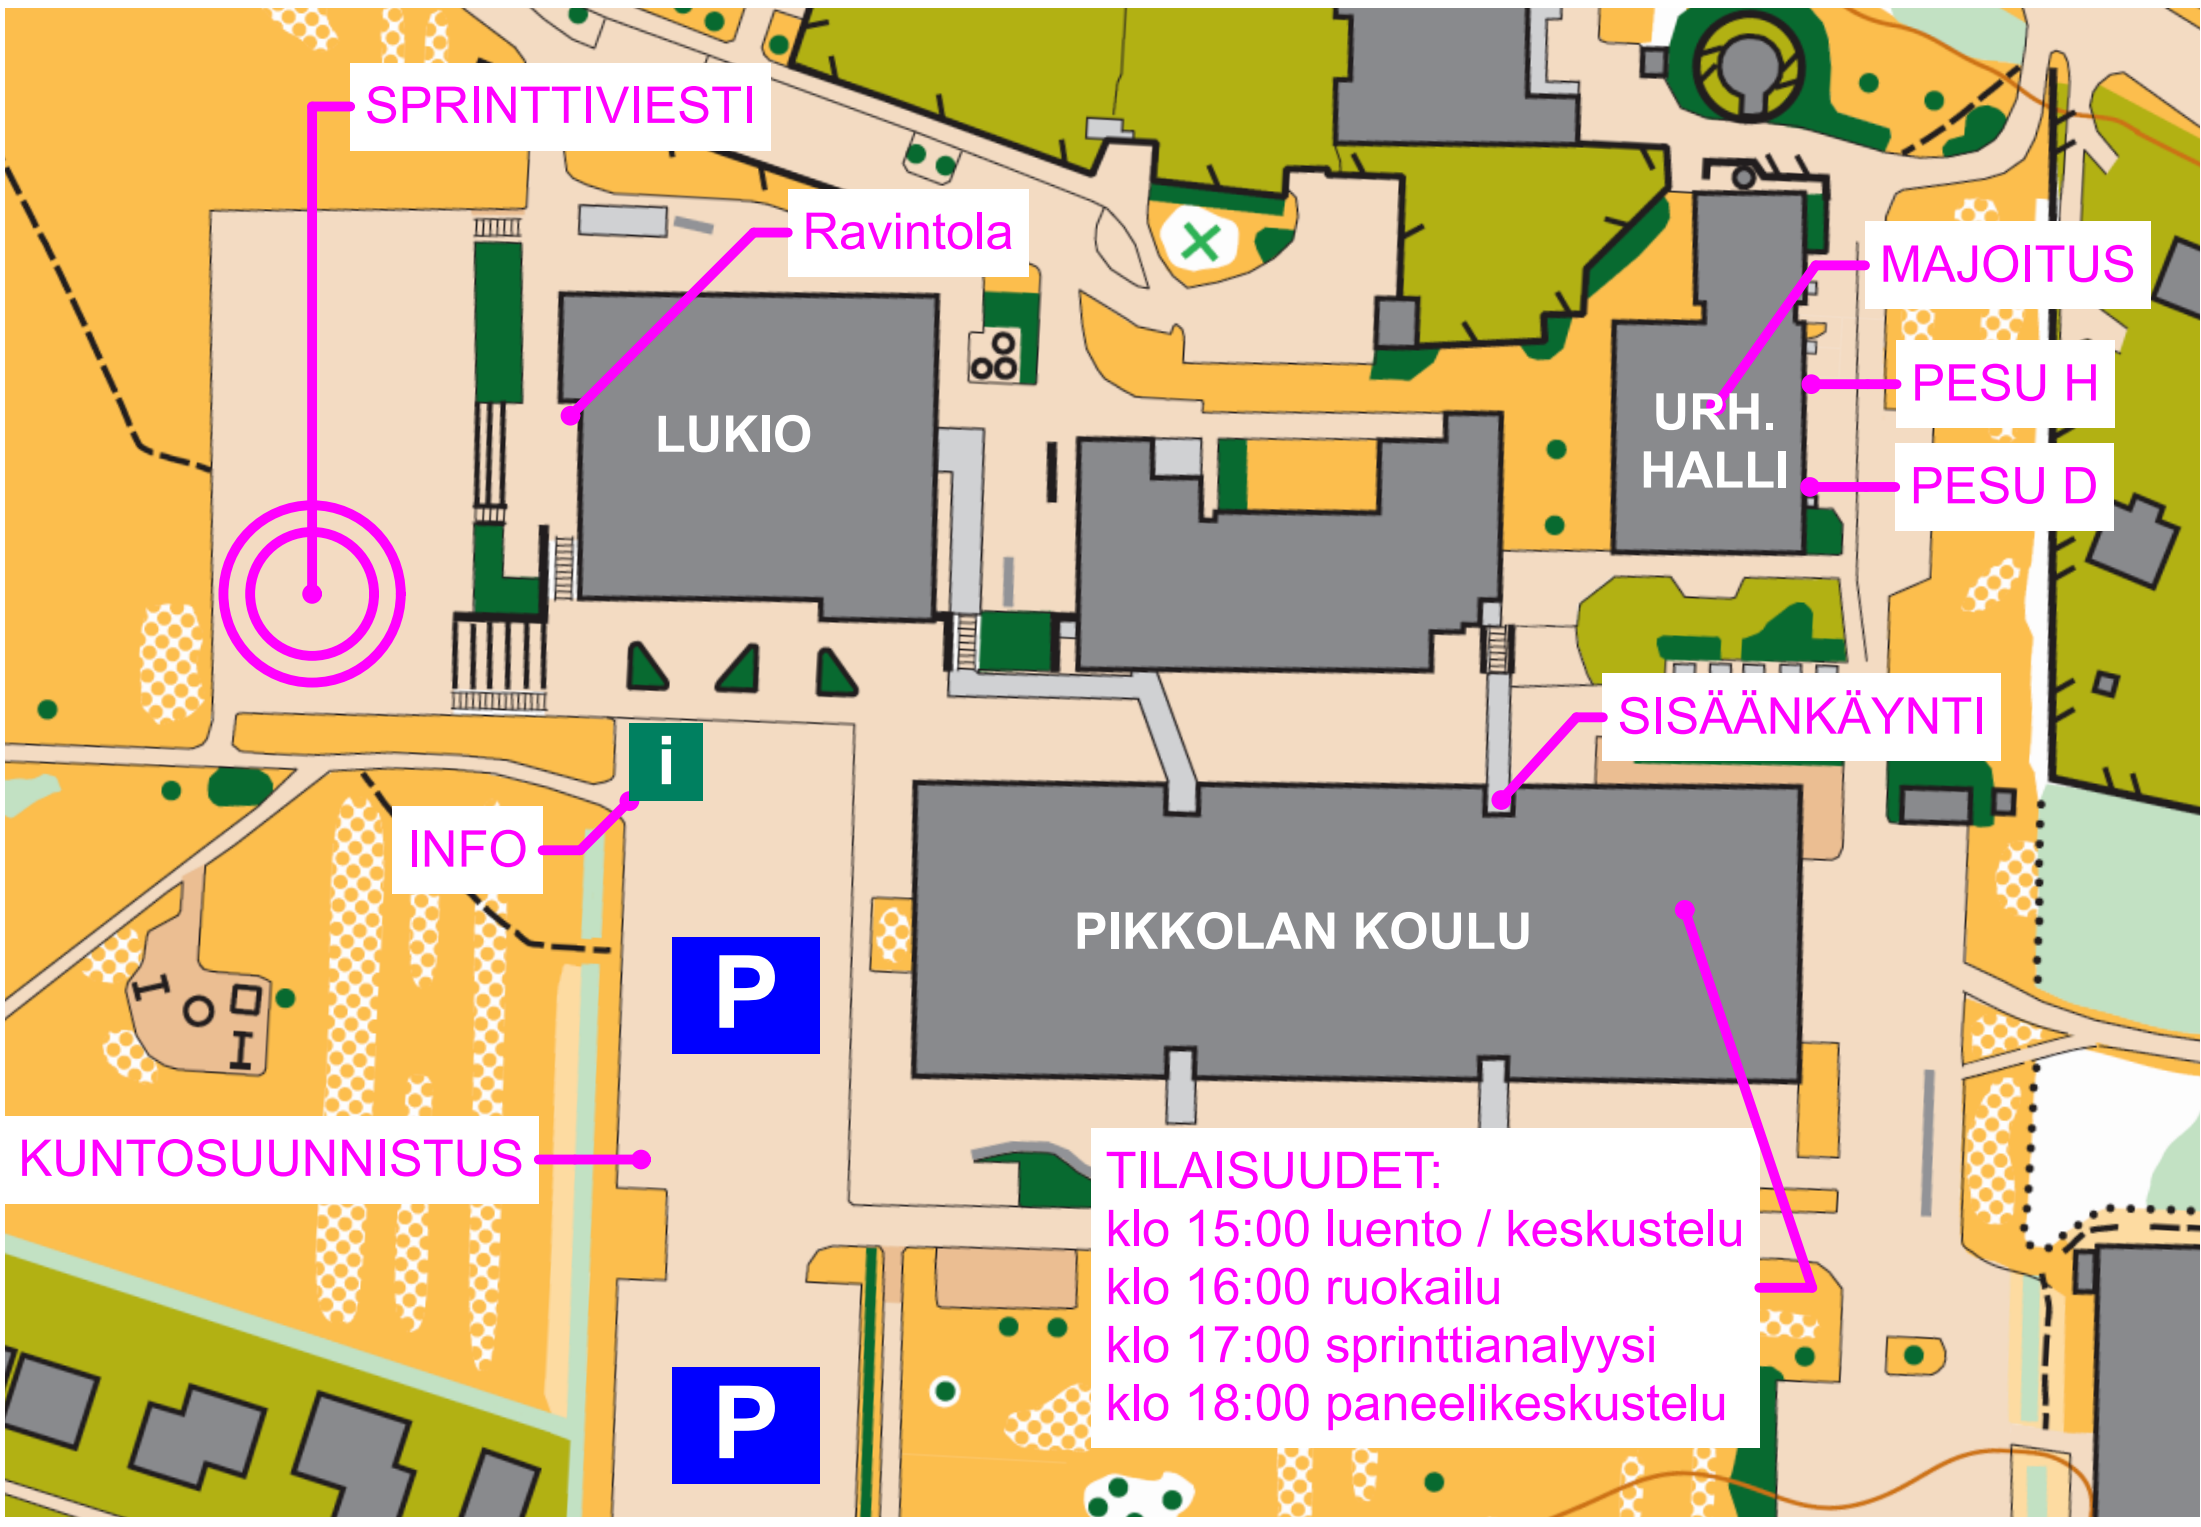 SPRINTTIVIESTI
Ravintola
MAJOITUS
PESU H
LUKIO
URH.
HALLI
PESU D
SISÄÄNKÄYNTI
i
INFO
PIKKOLAN KOULU
P
KUNTOSUUNNISTUS
TILAISUUDET:
klo 15:00 luento / keskustelu
klo 16:00 ruokailu
klo 17:00 sprinttianalyysi
klo 18:00 paneelikeskustelu
P